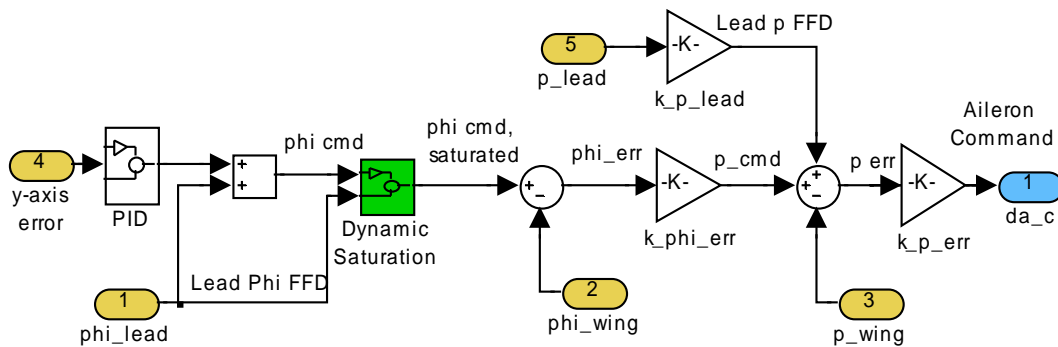 Lead p FFD
5
-K-
p_lead
k_p_lead
Aileron
Command
phi cmd
phi cmd,
saturated
phi_err
p_cmd
p err
4
y-axis
error
PID
+
+
Dynamic
Saturation
+
−
-K-
k_phi_err
+
+
−
-K-
k_p_err
1
da_c
Lead Phi FFD
1
phi_lead
2
phi_wing
3
p_wing